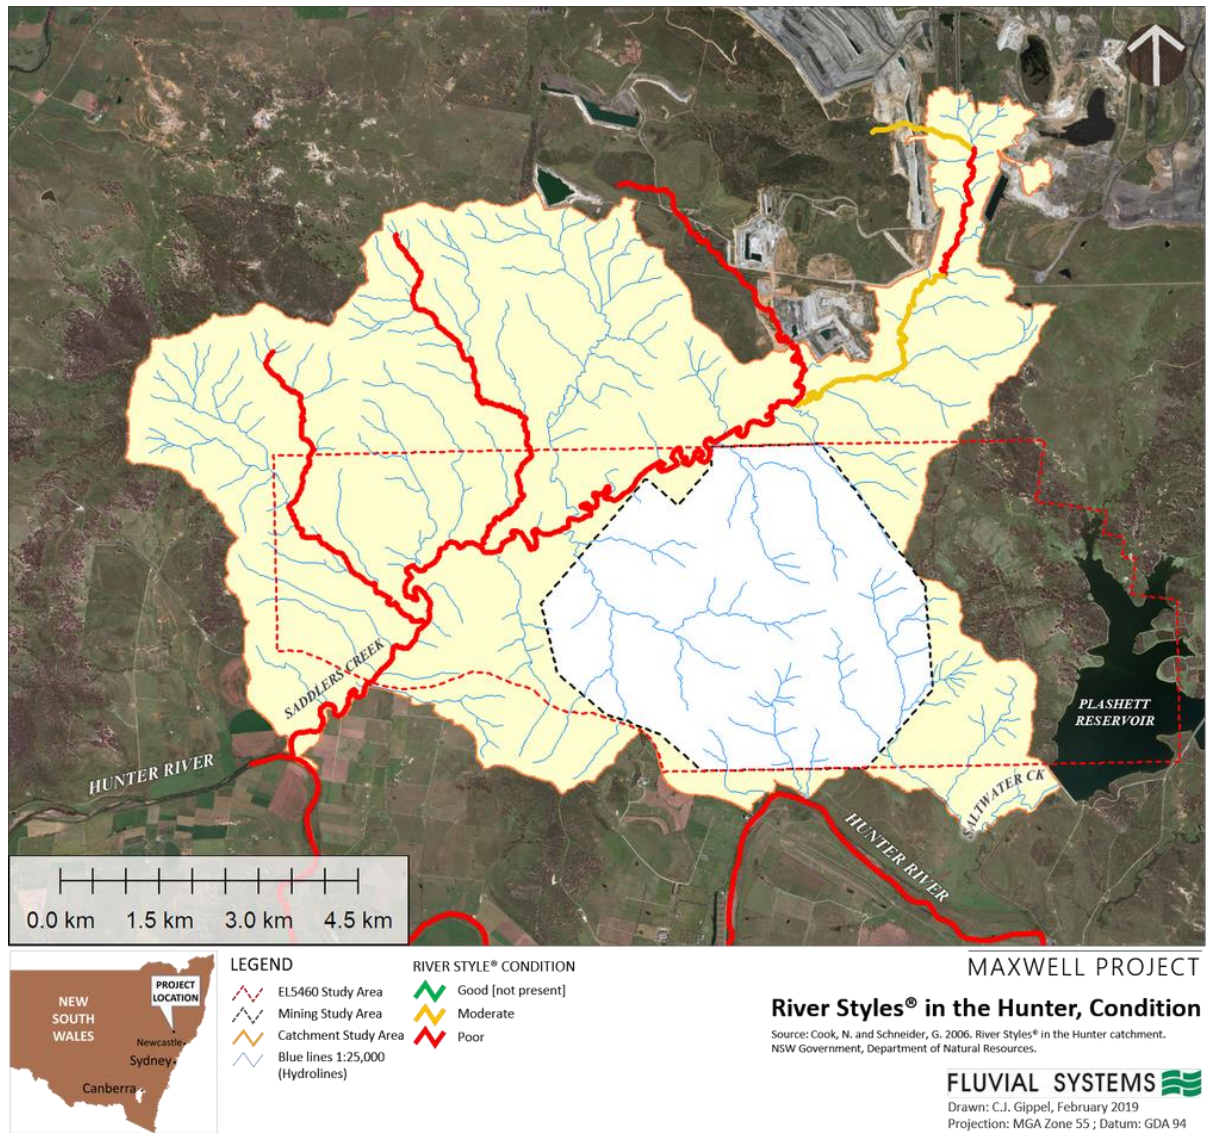 SADDLERS CREEK
HUNTER RIVER
PLASHETT
RESERVOIR
SALTWATER CK
HUNTER RIVER
0.0 km 1.5 km 3.0 km 4.5 km
NEW
SOUTH
WALES
PROJECT
LOCATION
Newcastle
Sydney
Canberra
LEGEND
EL5460 Study Area
Mining Study Area
Catchment Study Area
Blue lines 1:25,000
(Hydrolines)
RIVER STYLE® CONDITION
Good [not present]
Moderate
Poor
MAXWELL PROJECT
River Styles® in the Hunter, Condition
Source: Cook, N. and Schneider, G. 2006. River Styles® in the Hunter catchment.
NSW Government, Department of Natural Resources.
FLUVIAL SYSTEMS
Drawn: C.J. Gippel, February 2019
Projection: MGA Zone 55 ; Datum: GDA 94